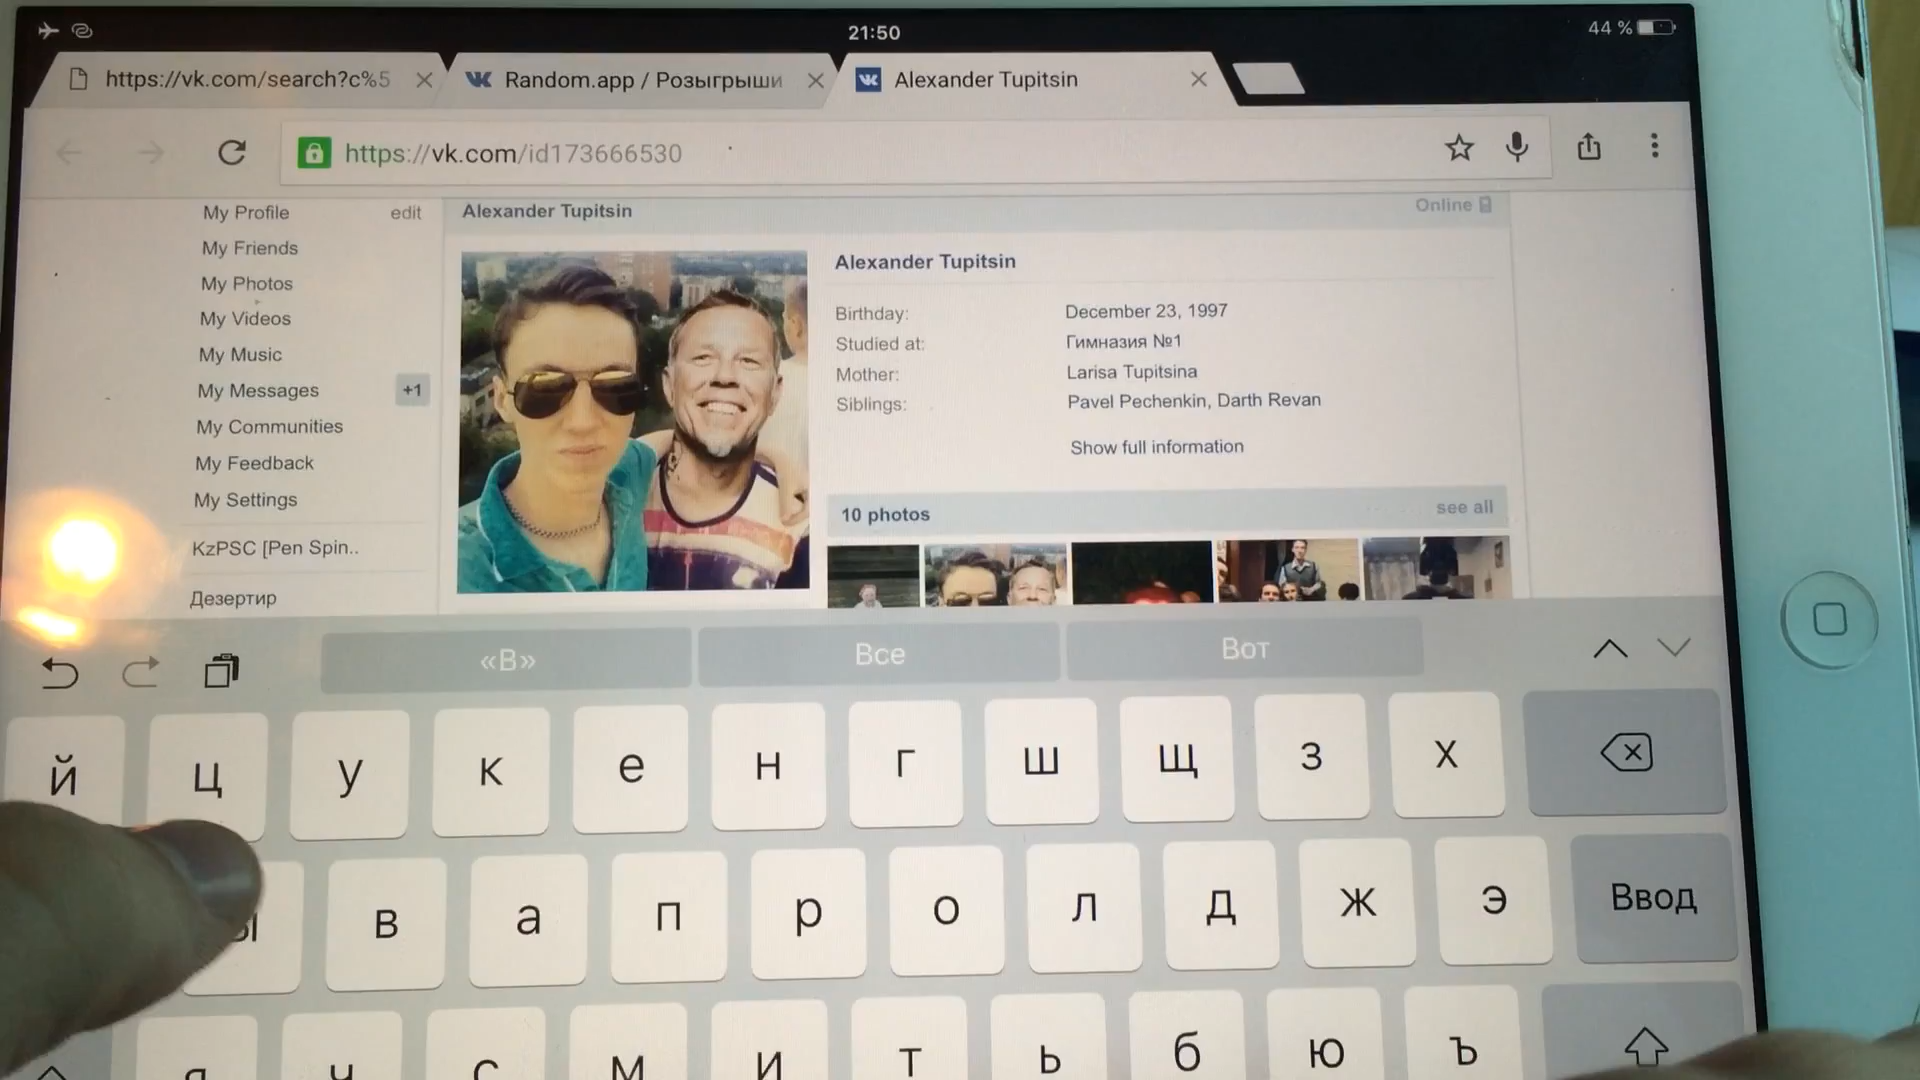 21:50
44 %
https://vk.com/search?c%5
Random.app / Розыгрыши
Alexander Tupitsin
https://vk.com/id173666530
My Profile
edit
My Friends
My Photos
My Videos
My Music
My Messages
+1
My Communities
My Feedback
My Settings
KzPSC [Pen Spin..
Дезертир
Alexander Tupitsin
Online
Alexander Tupitsin
Birthday: December 23, 1997
Studied at: Гимназия №1
Mother: Larisa Tupitsina
Siblings: Pavel Pechenkin, Darth Revan
Show full information
10 photos
see all
«В» Все Вот
й ц у к е н г ш щ з х
ы в а п р о л д ж э Ввод
я ч с м и т ь б ю ъ